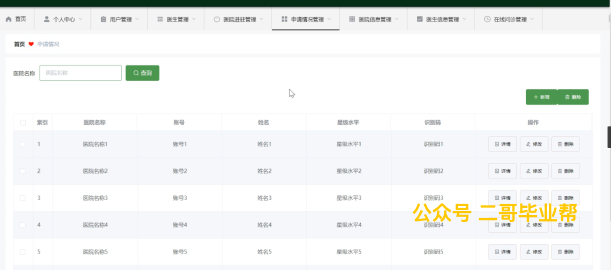 首页 个人中心 用户管理 医生管理 医院进驻管理 申请情况管理 医院信息管理 医生信息管理 在线问诊管理
首页 申请情况
医院名称 医院名称 查询
新增 删除
索引 医院名称 账号 姓名 星级水平 识别码 操作
1 医院名称1 账号1 姓名1 星级水平1 识别码1 详情 修改 删除
2 医院名称2 账号2 姓名2 星级水平2 识别码2 详情 修改 删除
3 医院名称3 账号3 姓名3 星级水平3 识别码3 详情 修改 删除
公众号 二哥毕业帮
4 医院名称4 账号4 姓名4 星级水平4 识别码4 详情 修改 删除
5 医院名称5 账号5 姓名5 星级水平5 识别码5 详情 修改 删除